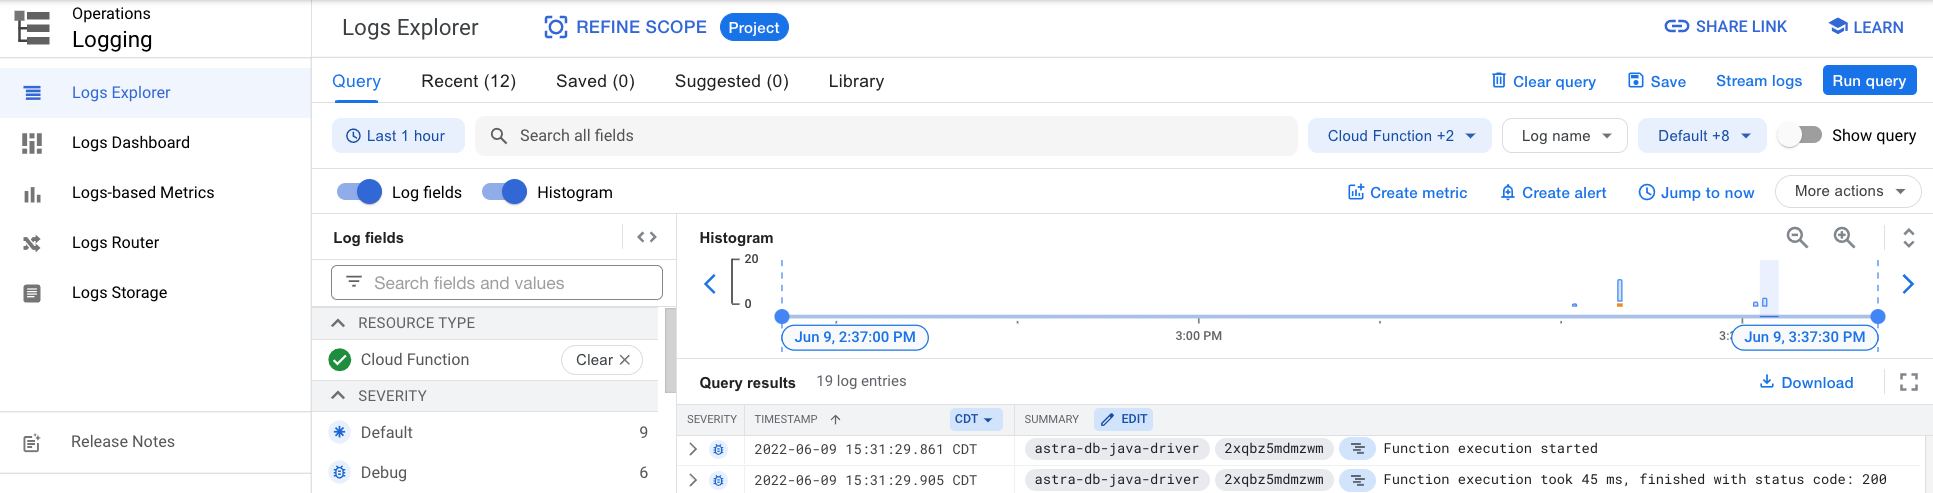 Operations
Logging
Logs Explorer
Logs Dashboard
Logs-based Metrics
Logs Router
Logs Storage
Release Notes
Logs Explorer REFINE SCOPE Project SHARE LINK LEARN
Query Recent (12) Saved (0) Suggested (0) Library Clear query Save Stream logs Run query
Last 1 hour Search all fields Cloud Function +2 Log name Default +8 Show query
Log fields Histogram Create metric Create alert Jump to now More actions
Log fields
Search fields and values
RESOURCE TYPE
Cloud Function Clear
SEVERITY
Default 9
Debug 6
Histogram
20
0
Jun 9, 2:37:00 PM 3:00 PM Jun 9, 3:37:30 PM
Query results 19 log entries Download
SEVERITY TIMESTAMP CDT SUMMARY EDIT
2022-06-09 15:31:29.861 CDT astra-db-java-driver 2xqbz5mdmzwm Function execution started
2022-06-09 15:31:29.905 CDT astra-db-java-driver 2xqbz5mdmzwm Function execution took 45 ms, finished with status code: 200